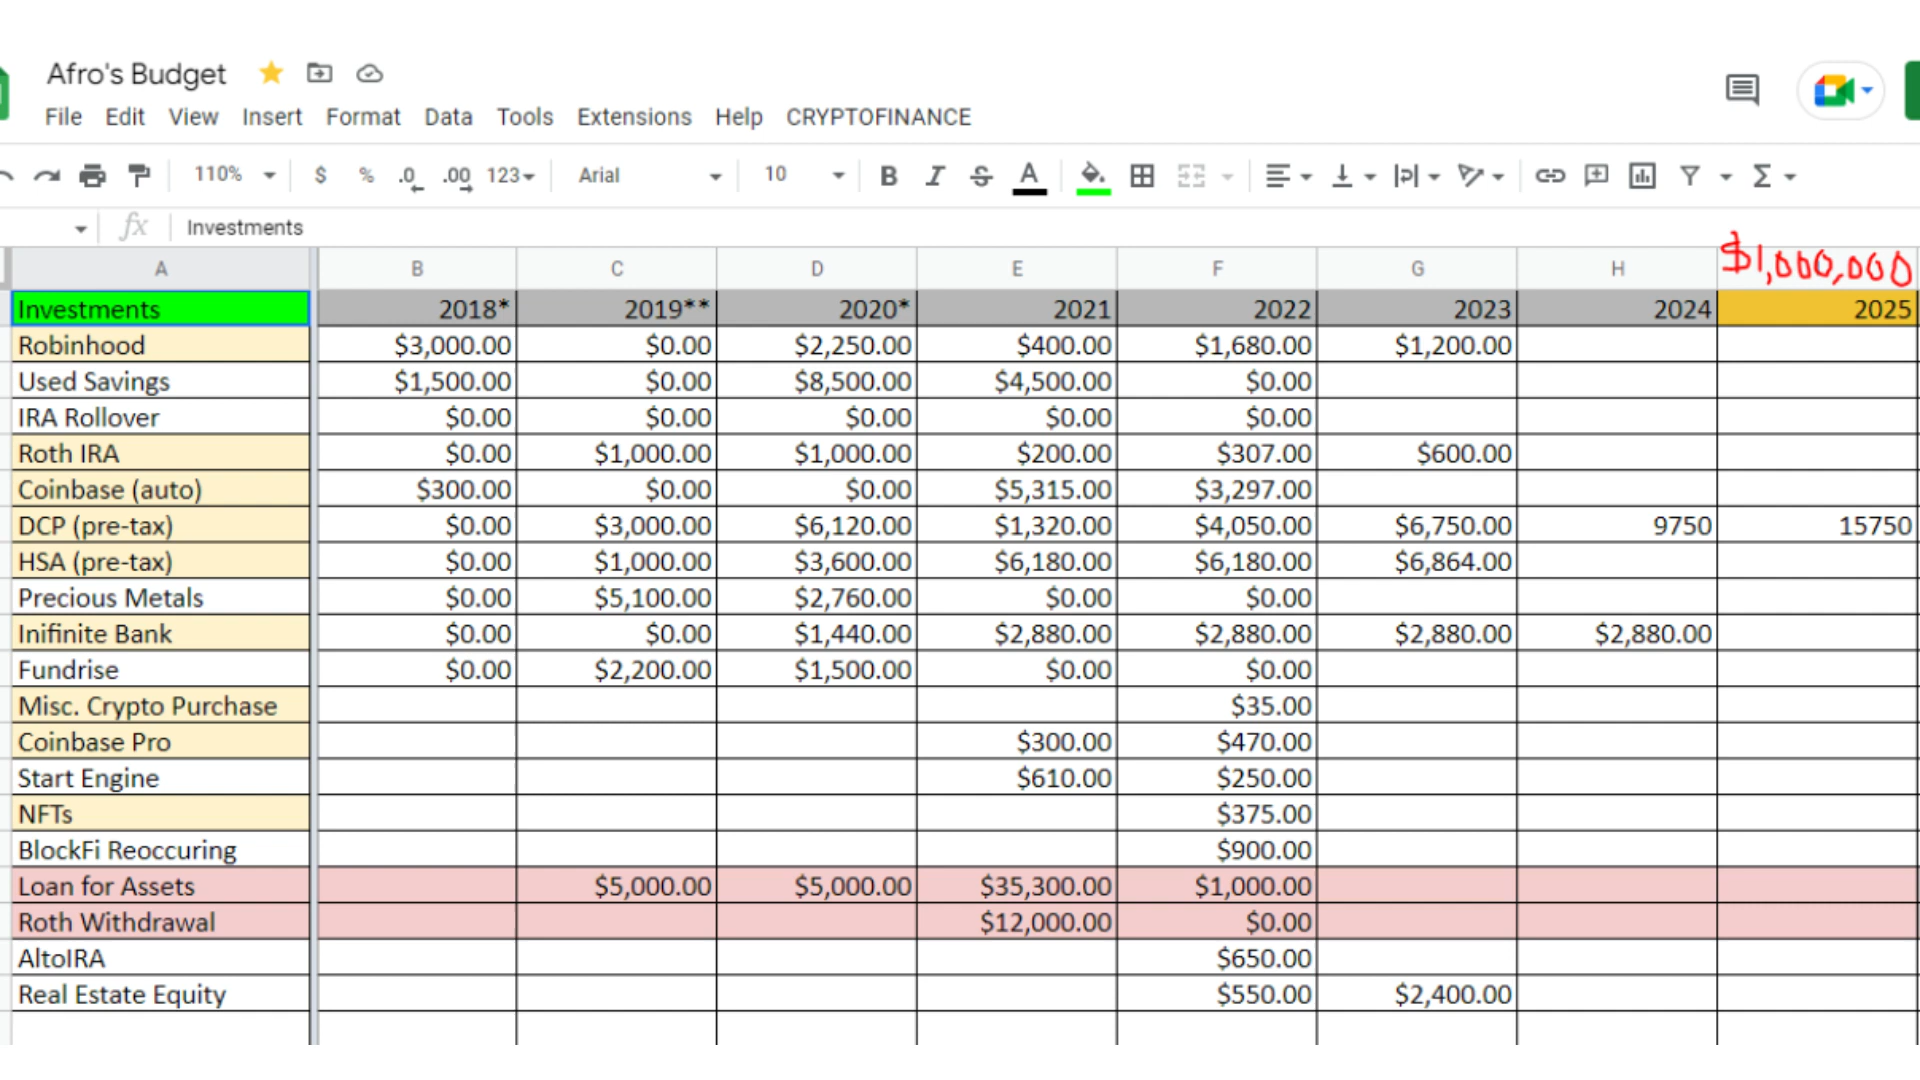 Afro's Budget
File Edit View Insert Format Data Tools Extensions Help CRYPTOFINANCE
110% $ % .0 .00 123 Arial 10 B I S A Σ
fx Investments
A B C D E F G H $1,000,000
Investments 2018* 2019** 2020* 2021 2022 2023 2024 2025
Robinhood $3,000.00 $0.00 $2,250.00 $400.00 $1,680.00 $1,200.00
Used Savings $1,500.00 $0.00 $8,500.00 $4,500.00 $0.00
IRA Rollover $0.00 $0.00 $0.00 $0.00 $0.00
Roth IRA $0.00 $1,000.00 $1,000.00 $200.00 $307.00 $600.00
Coinbase (auto) $300.00 $0.00 $0.00 $5,315.00 $3,297.00
DCP (pre-tax) $0.00 $3,000.00 $6,120.00 $1,320.00 $4,050.00 $6,750.00 9750 15750
HSA (pre-tax) $0.00 $1,000.00 $3,600.00 $6,180.00 $6,180.00 $6,864.00
Precious Metals $0.00 $5,100.00 $2,760.00 $0.00 $0.00
Inifinite Bank $0.00 $0.00 $1,440.00 $2,880.00 $2,880.00 $2,880.00 $2,880.00
Fundrise $0.00 $2,200.00 $1,500.00 $0.00 $0.00
Misc. Crypto Purchase $35.00
Coinbase Pro $300.00 $470.00
Start Engine $610.00 $250.00
NFTs $375.00
BlockFi Reoccuring $900.00
Loan for Assets $5,000.00 $5,000.00 $35,300.00 $1,000.00
Roth Withdrawal $12,000.00 $0.00
AltoIRA $650.00
Real Estate Equity $550.00 $2,400.00